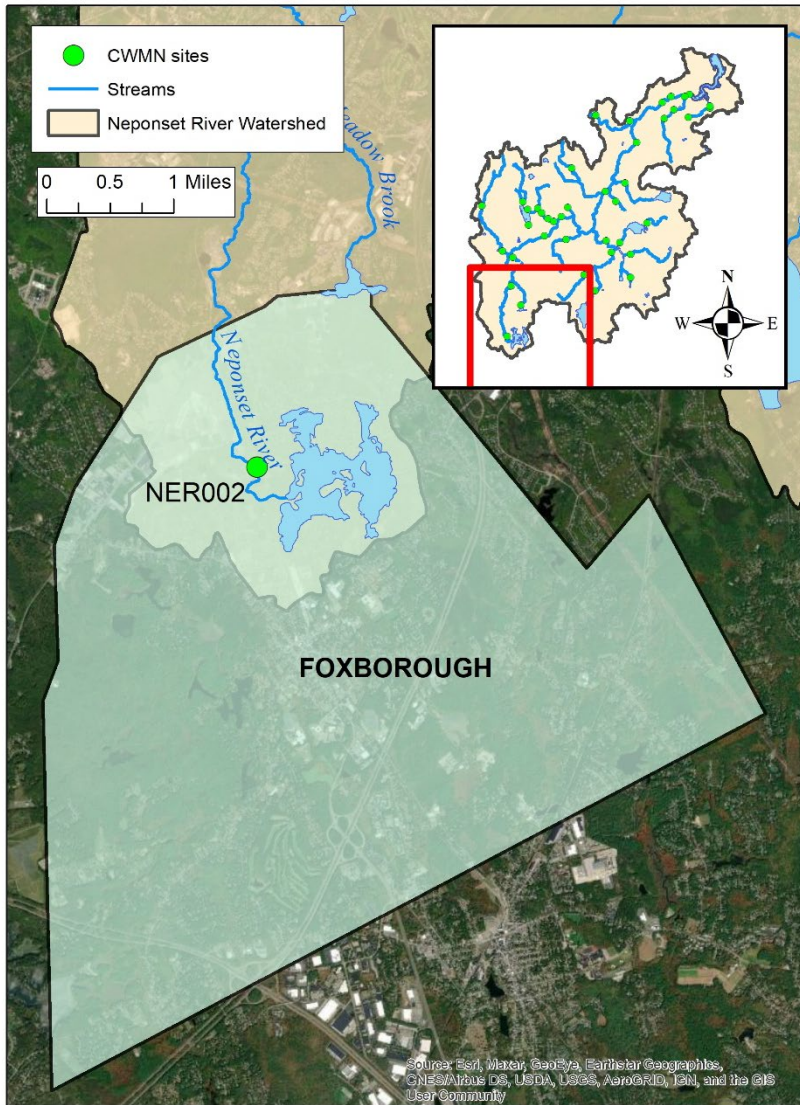 CWMN sites
Streams
Neponset River Watershed
0 0.5 1 Miles
N
W E
S
Meadow Brook
Neponset River
NER002
FOXBOROUGH
Source: Esri, Maxar, GeoEye, Earthstar Geographics,
CNES/Airbus DS, USDA, USGS, AeroGRID, IGN, and the GIS
User Community